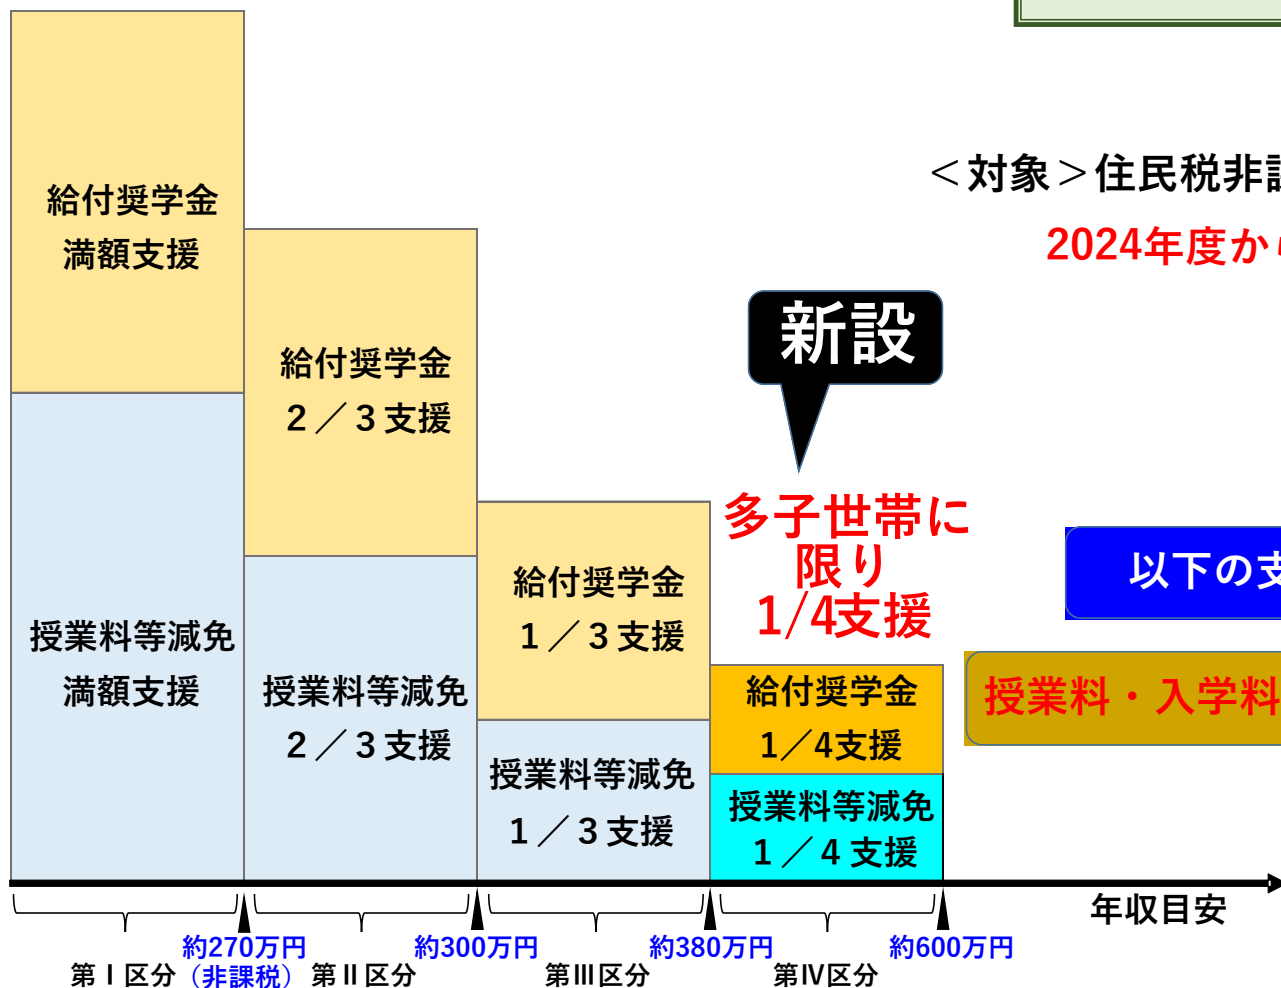 給付奨学金
満額支援
授業料等減免
満額支援
給付奨学金
２／３支援
授業料等減免
２／３支援
給付奨学金
１／３支援
授業料等減免
１／３支援
新設
多子世帯に
限り
1/4支援
給付奨学金
1／4支援
授業料等減免
１／４支援
＜対象＞住民税非
2024年度か
以下の支
授業料・入学料
年収目安
約270万円
（非課税）
約300万円
約380万円
約600万円
第Ⅰ区分
第Ⅱ区分
第Ⅲ区分
第Ⅳ区分